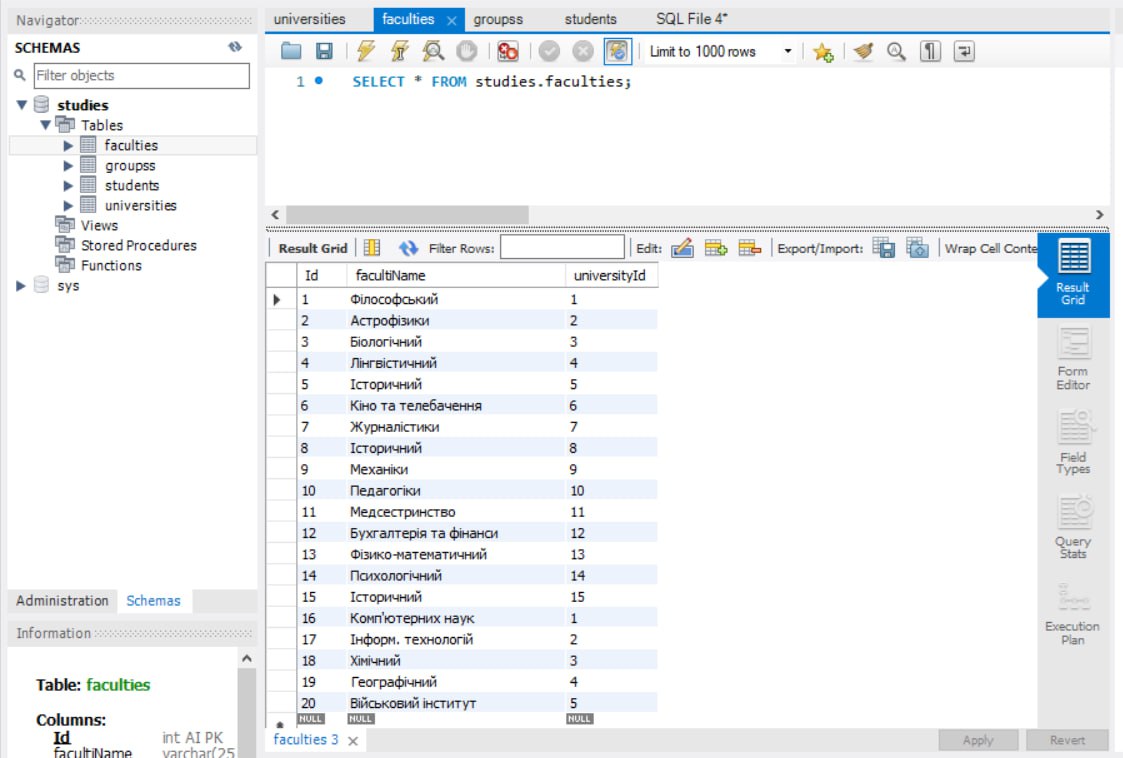 Navigator
SCHEMAS
Filter objects
studies
Tables
faculties
groupss
students
universities
Views
Stored Procedures
Functions
sys
Administration Schemas
Information
Table: faculties
Columns:
Id int AI PK
facultiName varchar(25
universities faculties groupss students SQL File 4*
Limit to 1000 rows
1 SELECT * FROM studies.faculties;
Result Grid Filter Rows: Edit: Export/Import: Wrap Cell Conte
Id facultiName universityId
1 Філософський 1
2 Астрофізики 2
3 Біологічний 3
4 Лінгвістичний 4
5 Історичний 5
6 Кіно та телебачення 6
7 Журналістики 7
8 Історичний 8
9 Механіки 9
10 Педагогіки 10
11 Медсестринство 11
12 Бухгалтерія та фінанси 12
13 Фізико-математичний 13
14 Психологічний 14
15 Історичний 15
16 Комп'ютерних наук 1
17 Інформ. технологій 2
18 Хімічний 3
19 Географічний 4
20 Військовий інститут 5
NULL NULL NULL
faculties 3
Apply Revert
Result
Grid
Form
Editor
Field
Types
Query
Stats
Execution
Plan